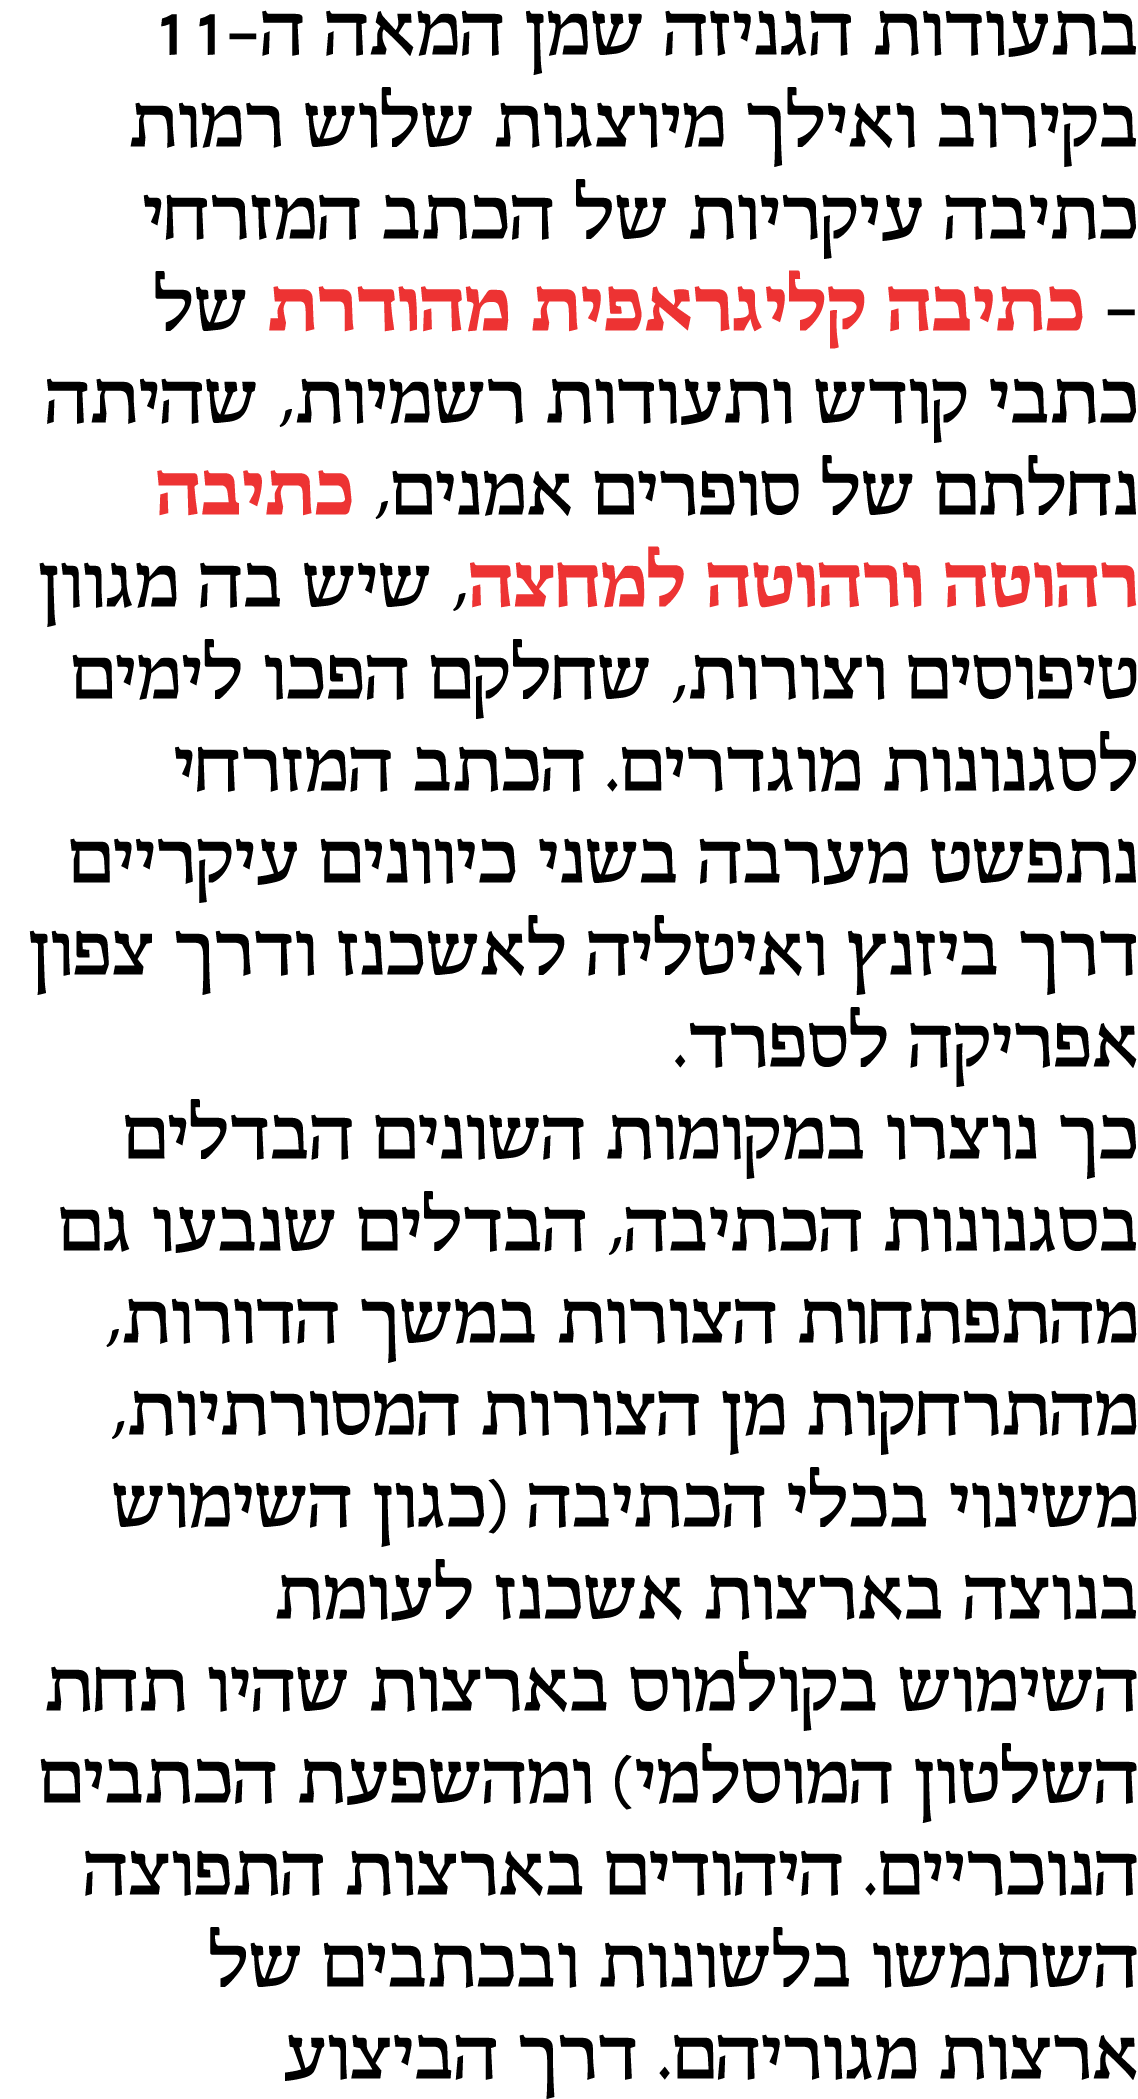 בתעודות הגניזה שמן המאה ה-11
בקירוב ואילך מיוצגות שלוש רמות
כתיבה עיקריות של הכתב המזרחי
- כתיבה קליגראפית מהודרת של
כתבי קודש ותעודות רשמיות, שהיתה
נחלתם של סופרים אמנים, כתיבה
רהוטה ורהוטה למחצה, שיש בה מגוון
טיפוסים וצורות, שחלקם הפכו לימים
לסגנונות מוגדרים. הכתב המזרחי
נתפשט מערבה בשני כיוונים עיקריים
דרך ביזנץ ואיטליה לאשכנז ודרך צפון
אפריקה לספרד.
כך נוצרו במקומות השונים הבדלים
בסגנונות הכתיבה, הבדלים שנבעו גם
מהתפתחות הצורות במשך הדורות,
מהתרחקות מן הצורות המסורתיות,
משינוי בכלי הכתיבה (כגון השימוש
בנוצה בארצות אשכנז לעומת
השימוש בקולמוס בארצות שהיו תחת
השלטון המוסלמי) ומהשפעת הכתבים
הנוכריים. היהודים בארצות התפוצה
השתמשו בלשונות ובכתבים של
ארצות מגוריהם. דרך הביצוע